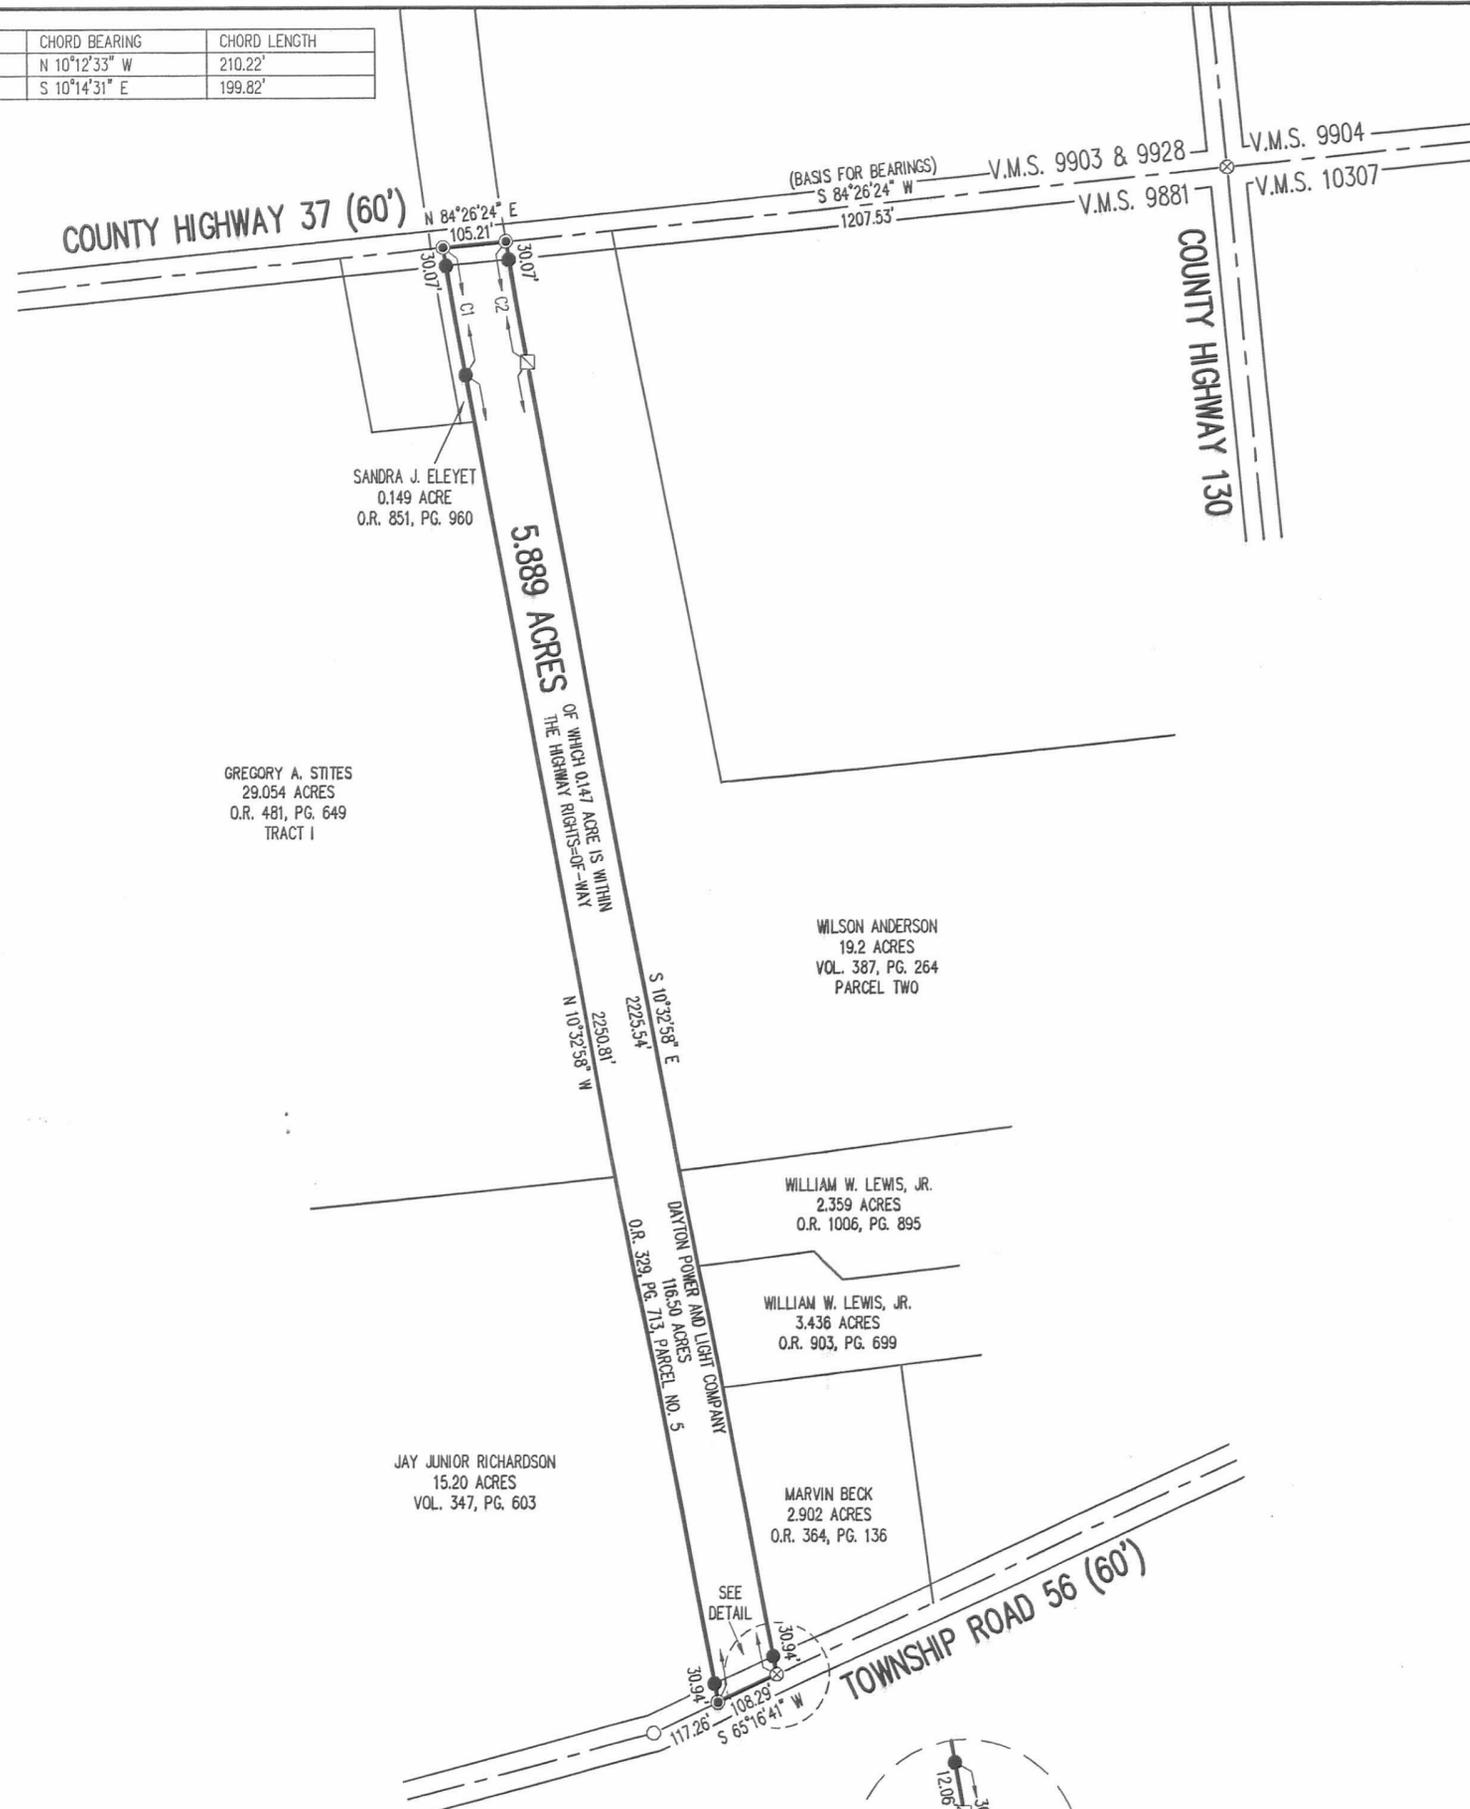 CHORD BEARING CHORD LENGTH
N 10°12'33" W 210.22'
S 10°14'31" E 199.82'
V.M.S. 9904
V.M.S. 9903 & 9928
(BASIS FOR BEARINGS)
S 84°26'24" W
1207.53'
V.M.S. 10307
V.M.S. 9881
COUNTY HIGHWAY 37 (60')
N 84°26'24" E
105.21'
30.07'
30.07'
C1
C2
COUNTY HIGHWAY 130
SANDRA J. ELEYET
0.149 ACRE
O.R. 851, PG. 960
5.889 ACRES
OF WHICH 0.147 ACRE IS WITHIN
THE HIGHWAY RIGHTS=OF-WAY
GREGORY A. STITES
29.054 ACRES
O.R. 481, PG. 649
TRACT I
WILSON ANDERSON
19.2 ACRES
VOL. 387, PG. 264
PARCEL TWO
S 10°32'58" E
2225.54'
2250.81'
N 10°32'58" W
WILLIAM W. LEWIS, JR.
2.359 ACRES
O.R. 1006, PG. 895
DAYTON POWER AND LIGHT COMPANY
116.50 ACRES
O.R. 329, PG. 713, PARCEL NO. 5
WILLIAM W. LEWIS, JR.
3.436 ACRES
O.R. 903, PG. 699
JAY JUNIOR RICHARDSON
15.20 ACRES
VOL. 347, PG. 603
MARVIN BECK
2.902 ACRES
O.R. 364, PG. 136
SEE
DETAIL
30.94'
30.94'
108.29'
S 65°16'41" W
117.26'
TOWNSHIP ROAD 56 (60')
12.06'